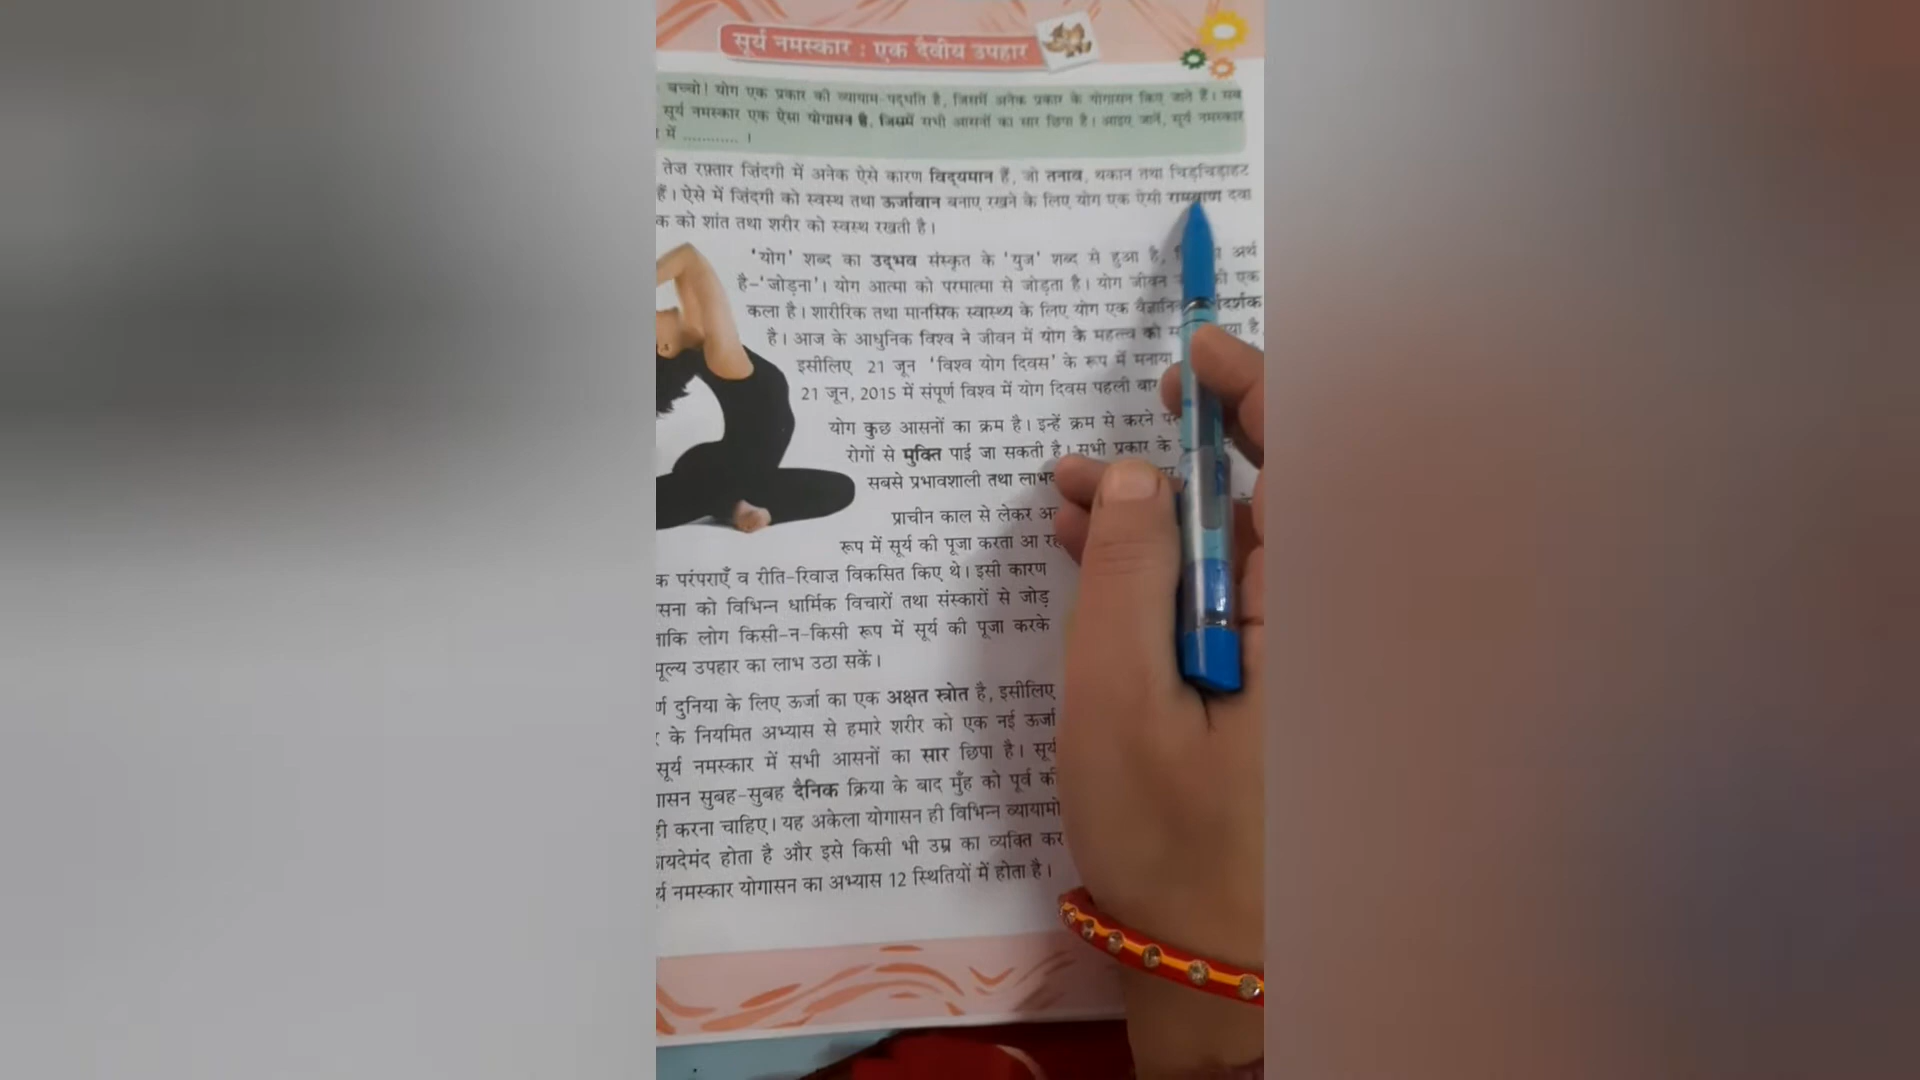 सूर्य नमस्कार : एक दैवीय उपहार
बच्चो! योग एक प्रकार की व्यायाम-पद्धति है, जिसमें अनेक प्रकार के योगासन किए जाते हैं। सब
सूर्य नमस्कार एक ऐसा योगासन है, जिसमें सभी आसनों का सार छिपा है। आइए जानें, सूर्य नमस्कार
में ............ ।
तेज़ रफ़्तार ज़िंदगी में अनेक ऐसे कारण विद्यमान हैं, जो तनाव, थकान तथा चिड़चिड़ाहट
हैं। ऐसे में ज़िंदगी को स्वस्थ तथा ऊर्जावान बनाए रखने के लिए योग एक ऐसी दवा
क को शांत तथा शरीर को स्वस्थ रखती है।
'योग' शब्द का उद्भव संस्कृत के 'युज' शब्द से हुआ है, अर्थ
है-'जोड़ना'। योग आत्मा को परमात्मा से जोड़ता है। योग जीवन की एक
कला है। शारीरिक तथा मानसिक स्वास्थ्य के लिए योग एक
है। आज के आधुनिक विश्व ने जीवन में योग के महत्त्व को है,
इसीलिए 21 जून 'विश्व योग दिवस' के रूप में मनाया
21 जून, 2015 में संपूर्ण विश्व में योग दिवस पहली बार
योग कुछ आसनों का क्रम है। इन्हें क्रम से करने
रोगों से मुक्ति पाई जा सकती है। सभी प्रकार के
सबसे प्रभावशाली तथा
प्राचीन काल से लेकर
रूप में सूर्य की पूजा करता आ
क परंपराएँ व रीति-रिवाज़ विकसित किए थे। इसी कारण
सना को विभिन्न धार्मिक विचारों तथा संस्कारों से जोड़
ताकि लोग किसी-न-किसी रूप में सूर्य की पूजा करके
मूल्य उपहार का लाभ उठा सकें।
र्ण दुनिया के लिए ऊर्जा का एक अक्षत स्त्रोत है, इसीलिए
के नियमित अभ्यास से हमारे शरीर को एक नई ऊर्जा
सूर्य नमस्कार में सभी आसनों का सार छिपा है। सूर्य
गासन सुबह-सुबह दैनिक क्रिया के बाद मुँह को पूर्व की
ही करना चाहिए। यह अकेला योगासन ही विभिन्न व्यायामों
ायदेमंद होता है और इसे किसी भी उम्र का व्यक्ति कर
र्य नमस्कार योगासन का अभ्यास 12 स्थितियों में होता है।